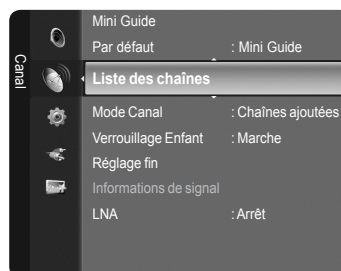 Canal
Mini Guide
Par défaut : Mini Guide
Liste des chaînes
Mode Canal : Chaînes ajoutées
Verrouillage Enfant : Marche
Réglage fin
Informations de signal
LNA : Arrêt